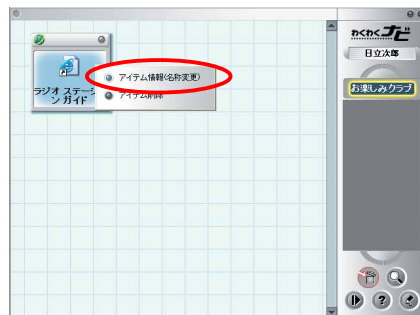 わくわくナビ
日立次郎
アイテム情報(名称変更)
アイテム削除
ラジオ ステーシ
ン ガイド
お楽しみクラブ
?